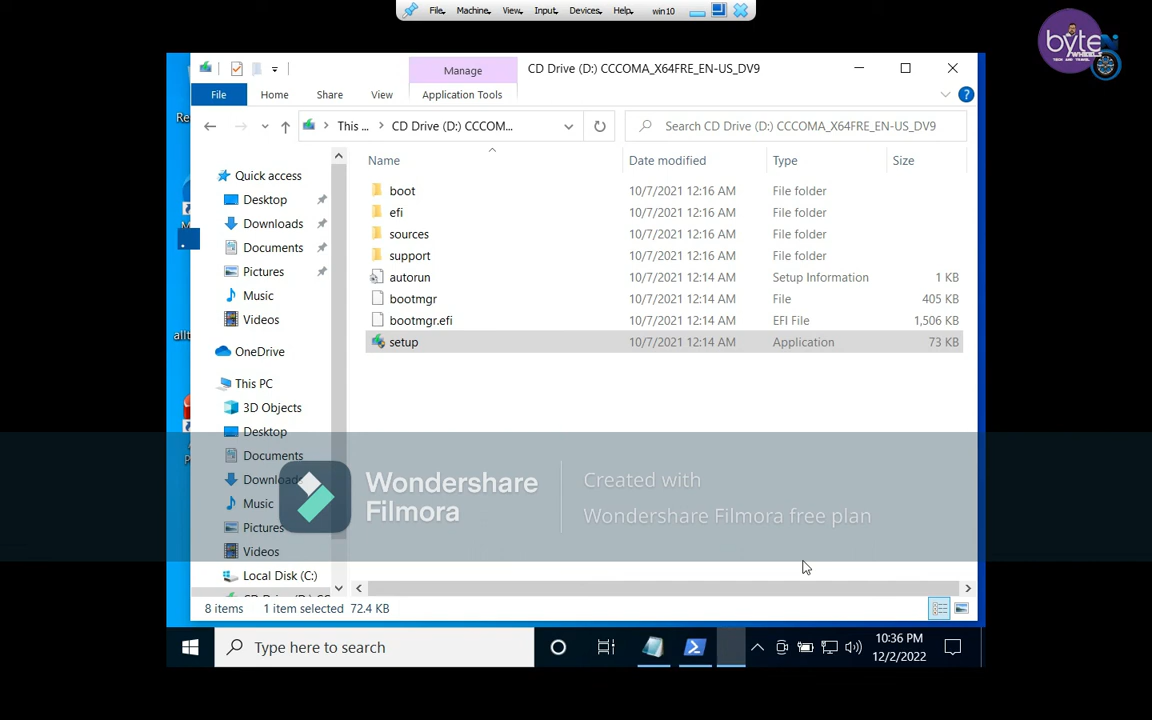 File, Machine, View, Input, Devices, Help, win10
byte
WHEELS
TECH AND TRAVEL
Manage
CD Drive (D:) CCCOMA_X64FRE_EN-US_DV9
File Home Share View Application Tools
This ... CD Drive (D:) CCCOM...
Search CD Drive (D:) CCCOMA_X64FRE_EN-US_DV9
Name Date modified Type Size
boot 10/7/2021 12:16 AM File folder
efi 10/7/2021 12:16 AM File folder
sources 10/7/2021 12:16 AM File folder
support 10/7/2021 12:16 AM File folder
autorun 10/7/2021 12:14 AM Setup Information 1 KB
bootmgr 10/7/2021 12:14 AM File 405 KB
bootmgr.efi 10/7/2021 12:14 AM EFI File 1,506 KB
setup 10/7/2021 12:14 AM Application 73 KB
Quick access
Desktop
Downloads
Documents
Pictures
Music
Videos
OneDrive
This PC
3D Objects
Desktop
Documents
Downloads
Music
Pictures
Videos
Local Disk (C:)
Wondershare
Filmora
Created with
Wondershare Filmora free plan
8 items 1 item selected 72.4 KB
Type here to search
10:36 PM
12/2/2022